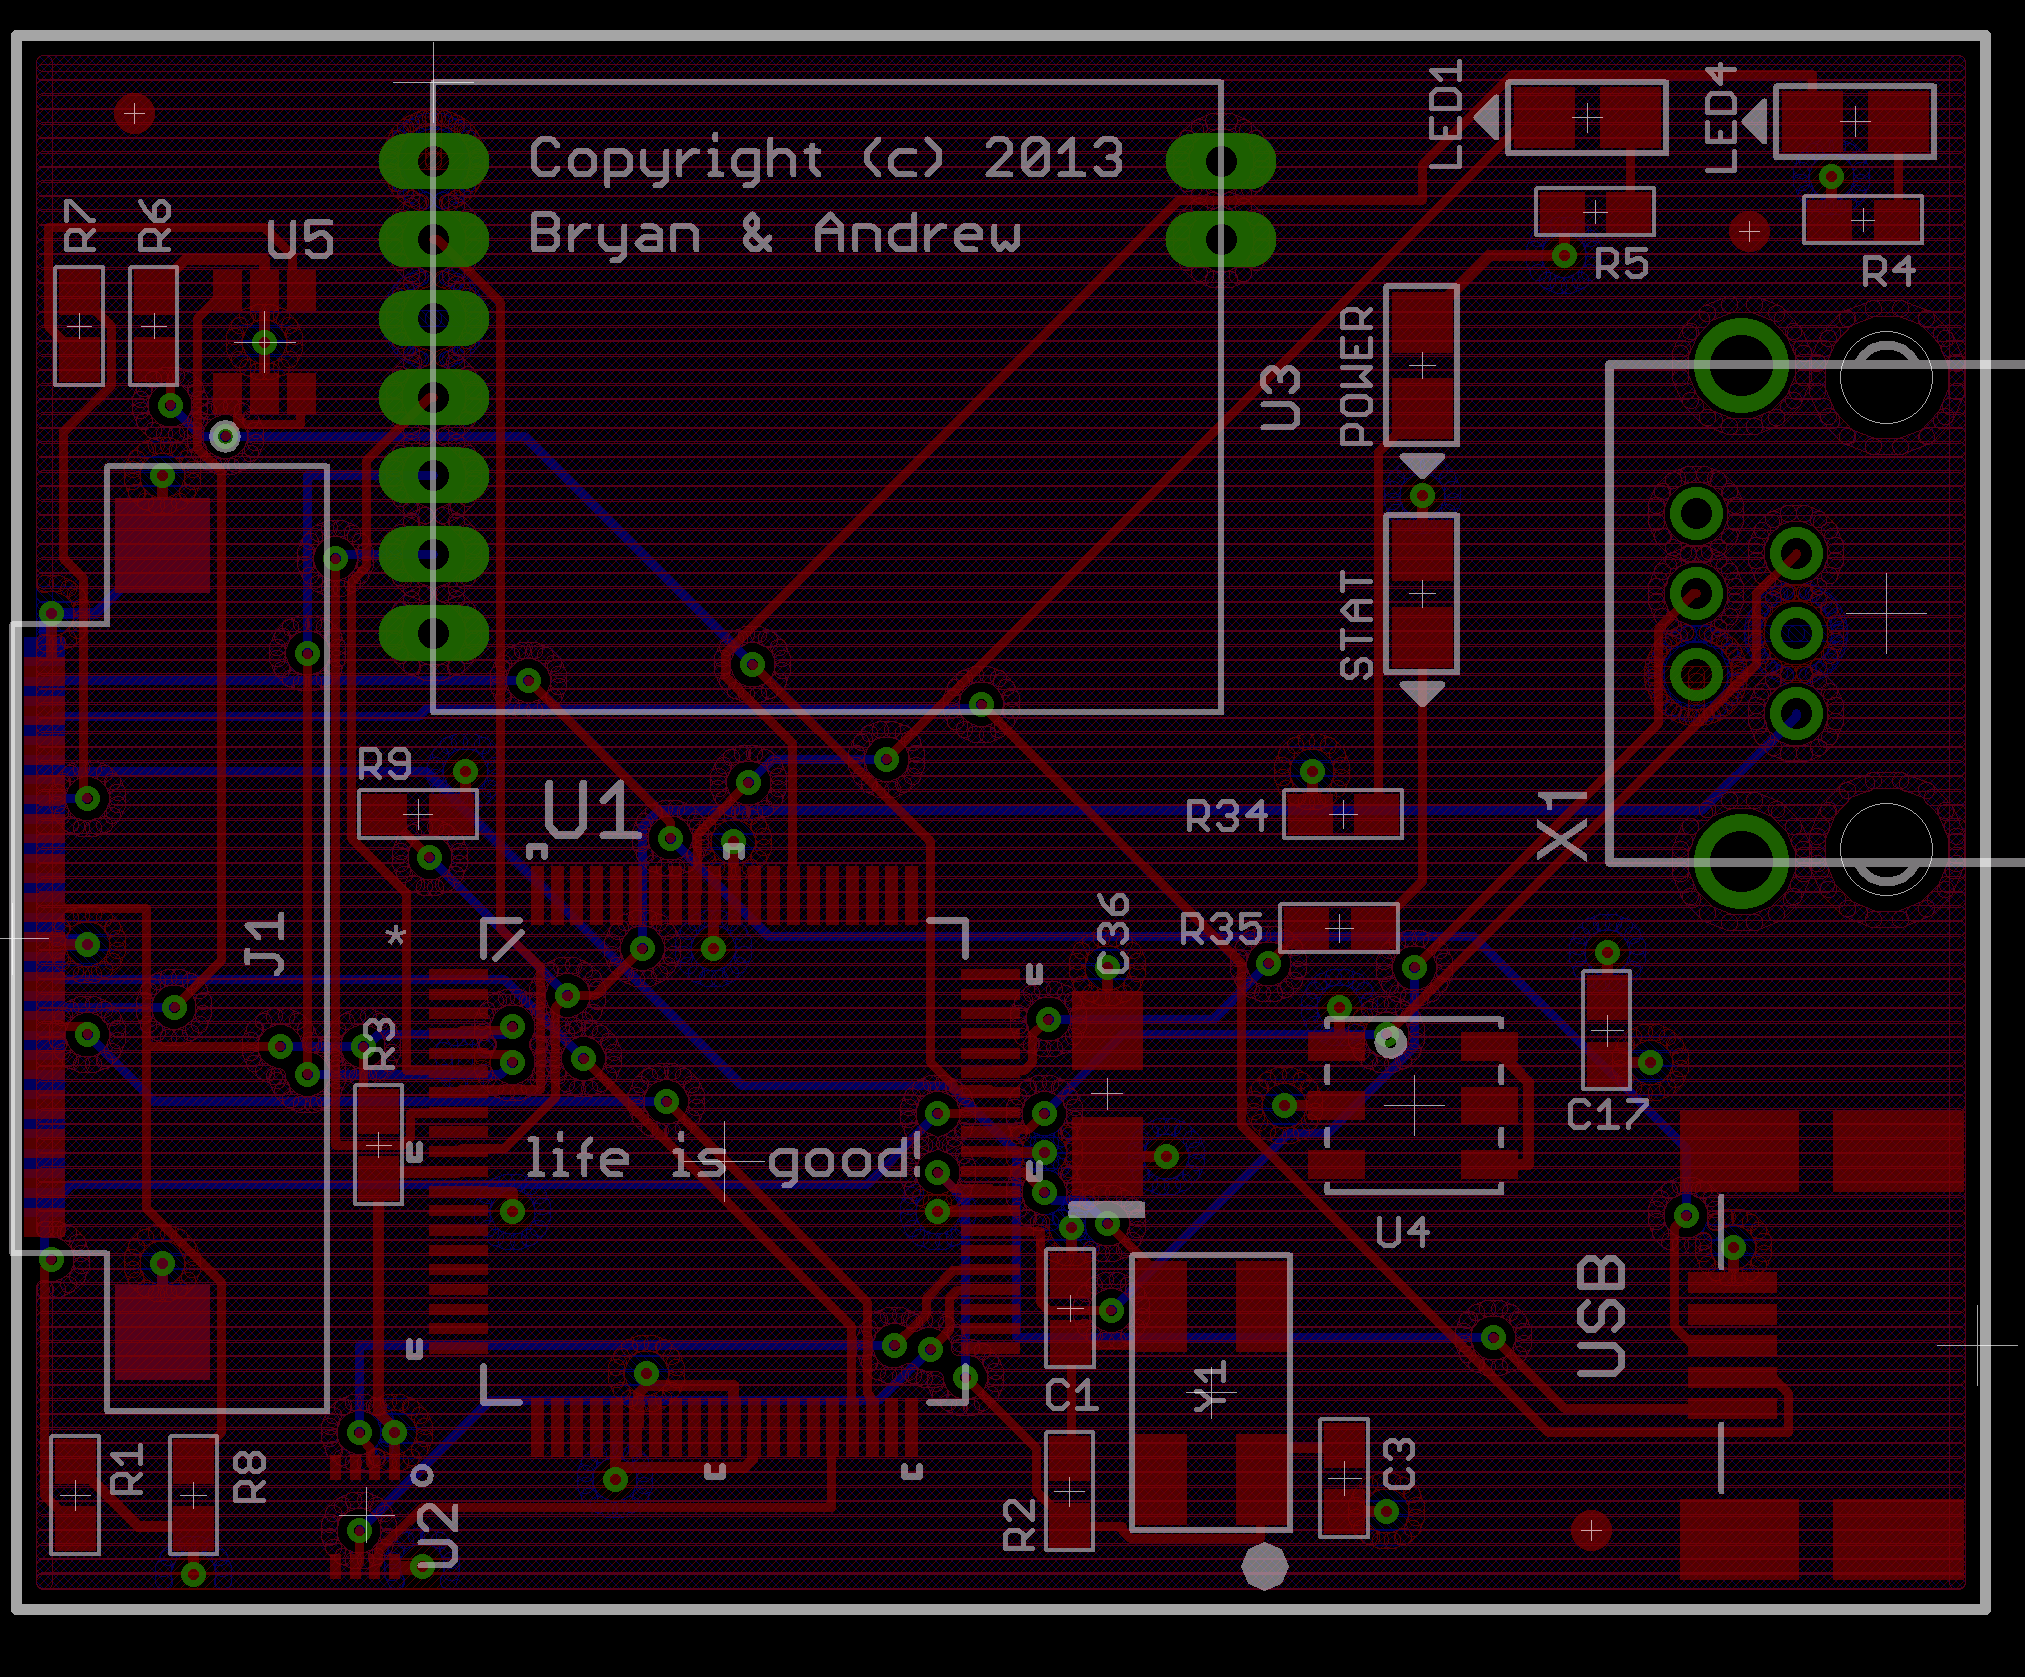 LED1
LED4
Copyright (c) 2013
R7
R6
U5
Bryan & Andrew
R5
R4
POWER
U3
STAT
R9
U1
R34
X1
C36
J1
*
R35
R3
C17
life is good!
U4
USB
C1
Y1
R1
R8
C3
R2
U2